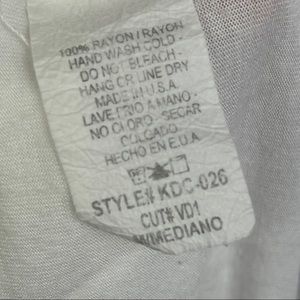 100% RAYON/RAYON
HAND WASH COLD
DO NOT BLEACH-
HANG OR LINE DRY
MADE IN U.S.A
LAVE FRIO A MANO-
NO CLORO - SECAR
COLGADO
HECHO EN E.U.A
STYLE# KDC-026
CUT# VD1
M/MEDIANO